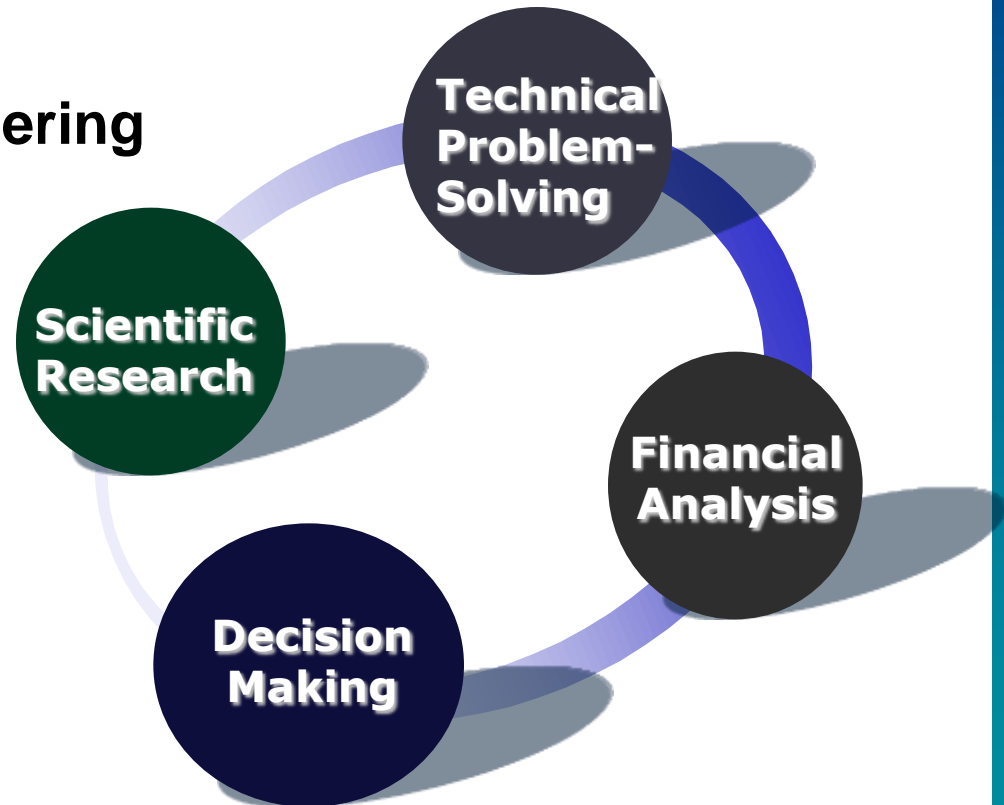 ering
Technical
Problem-
Solving
Scientific
Research
Financial
Analysis
Decision
Making